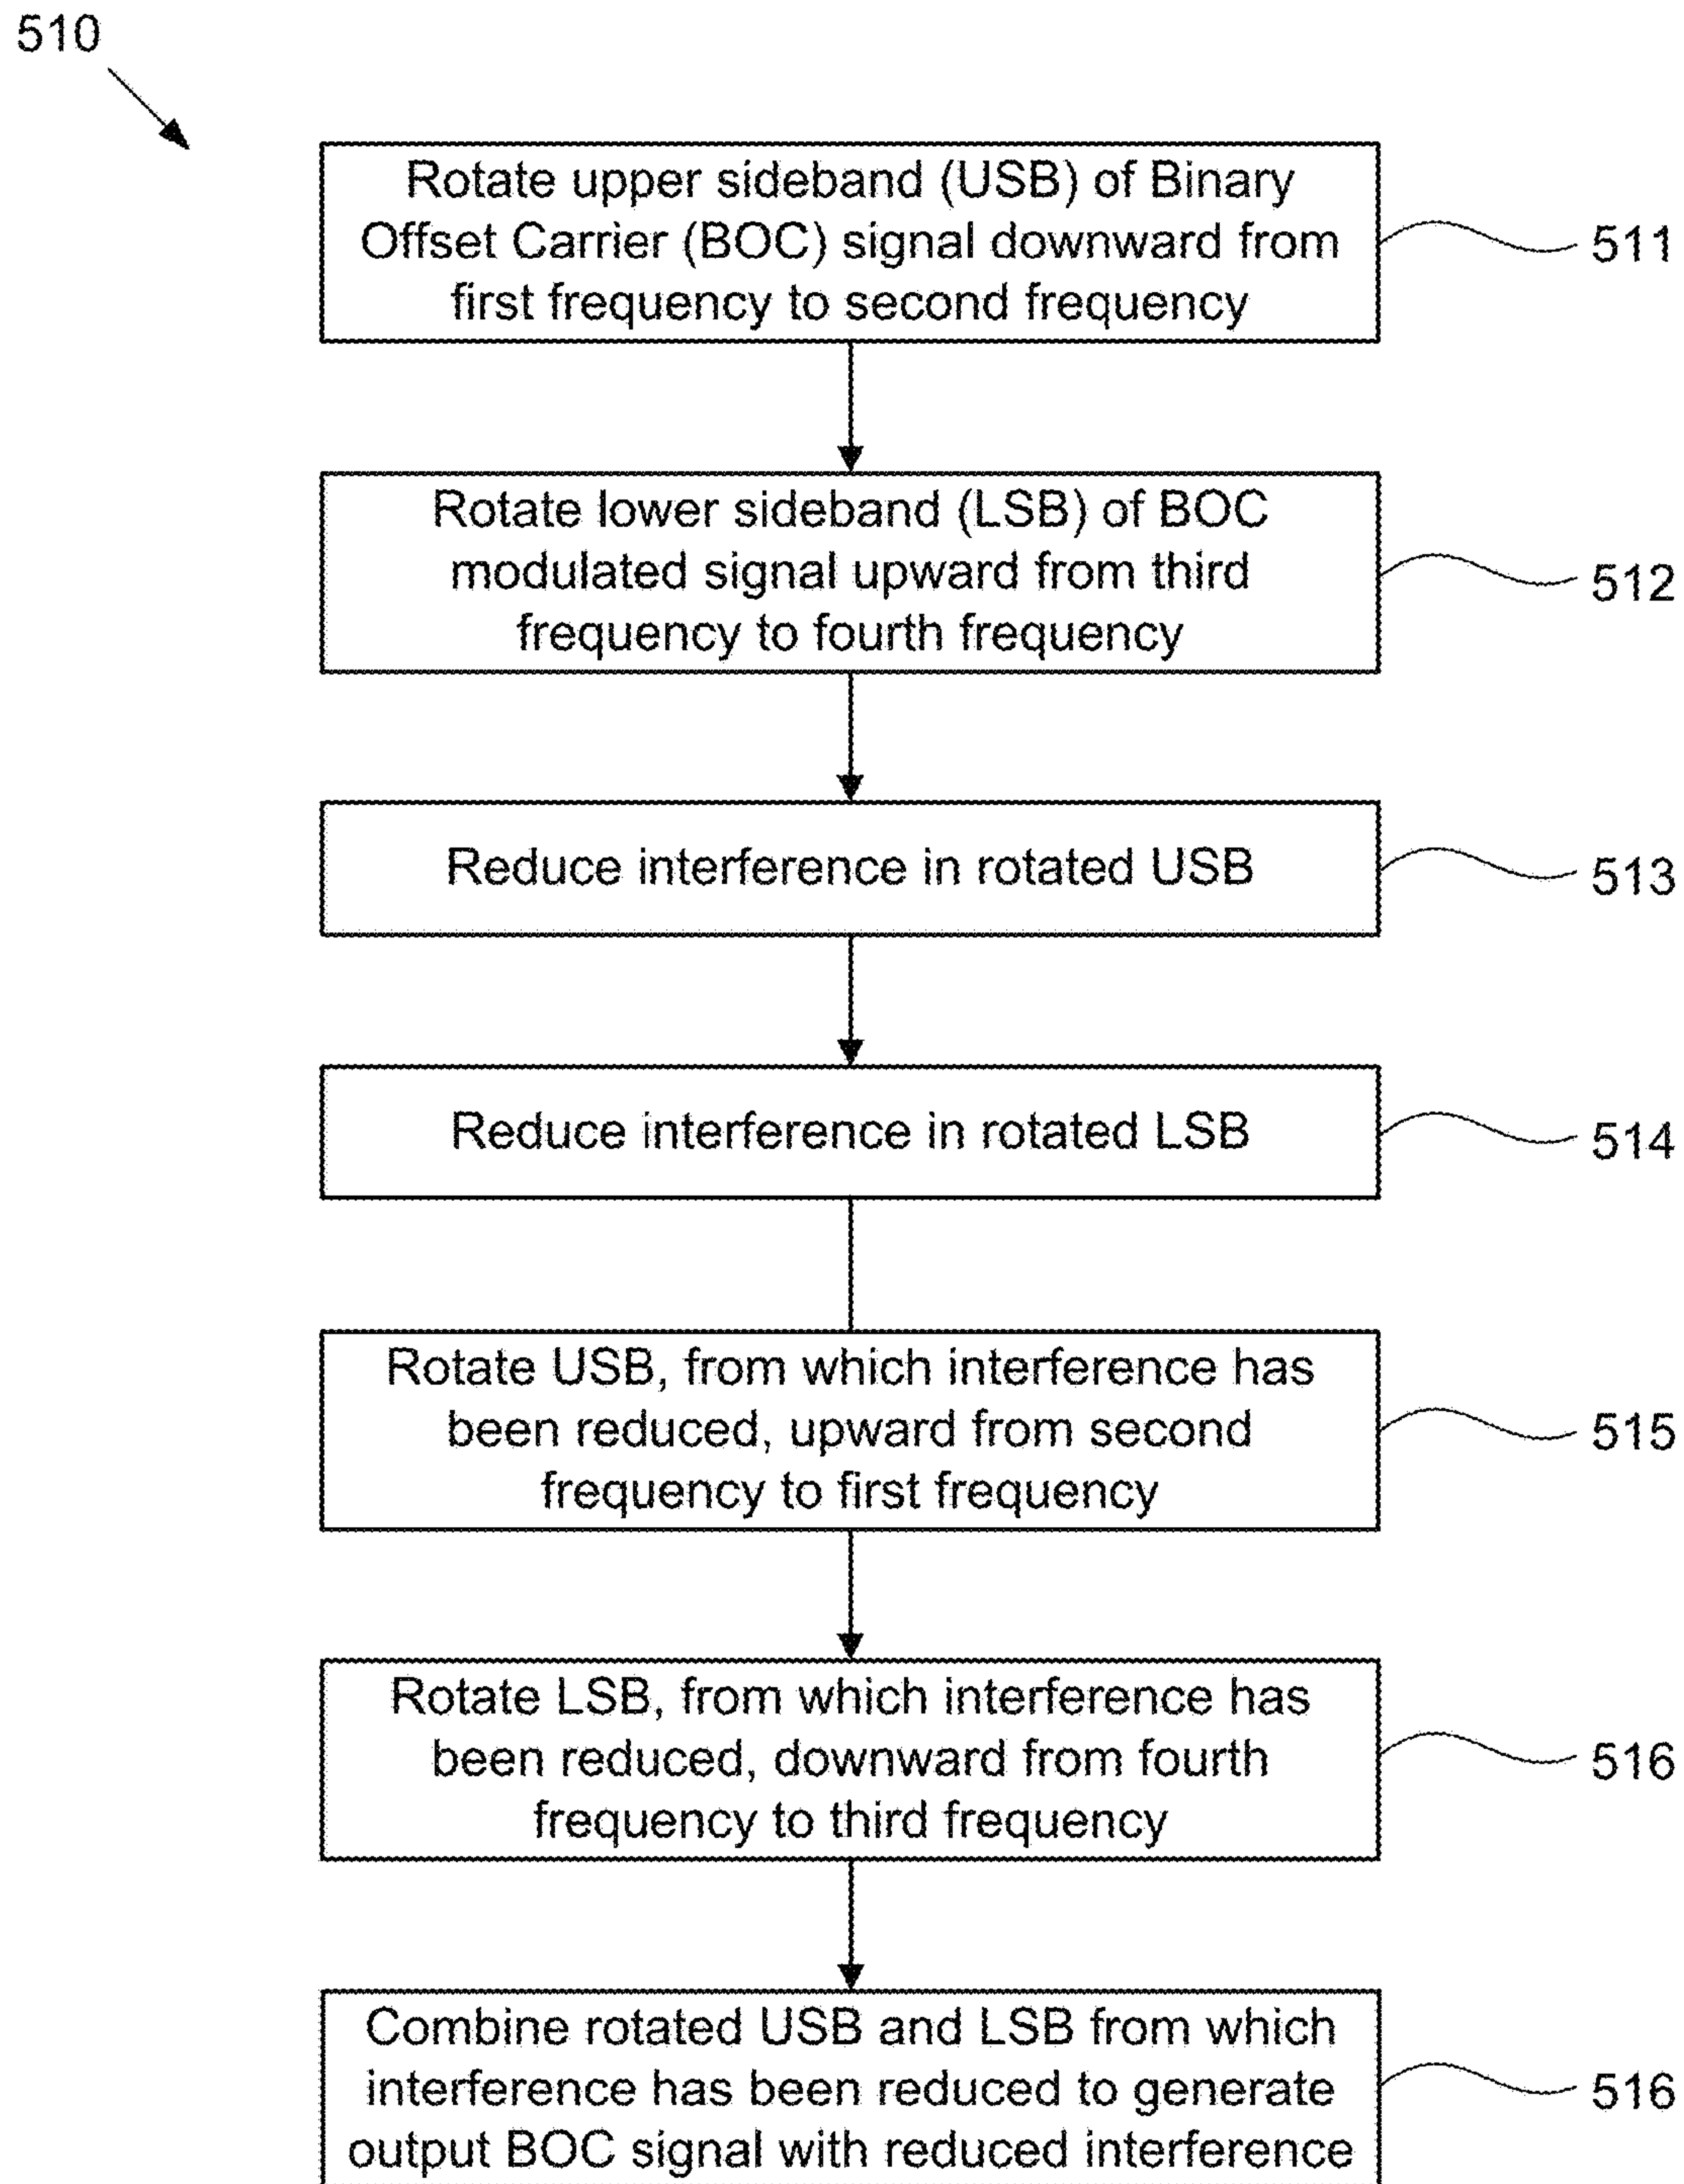 510
Rotate upper sideband (USB) of Binary
Offset Carrier (BOC) signal downward from
first frequency to second frequency
511
Rotate lower sideband (LSB) of BOC
modulated signal upward from third
frequency to fourth frequency
512
Reduce interference in rotated USB
513
Reduce interference in rotated LSB
514
Rotate USB, from which interference has
been reduced, upward from second
frequency to first frequency
515
Rotate LSB, from which interference has
been reduced, downward from fourth
frequency to third frequency
516
Combine rotated USB and LSB from which
interference has been reduced to generate
output BOC signal with reduced interference
516